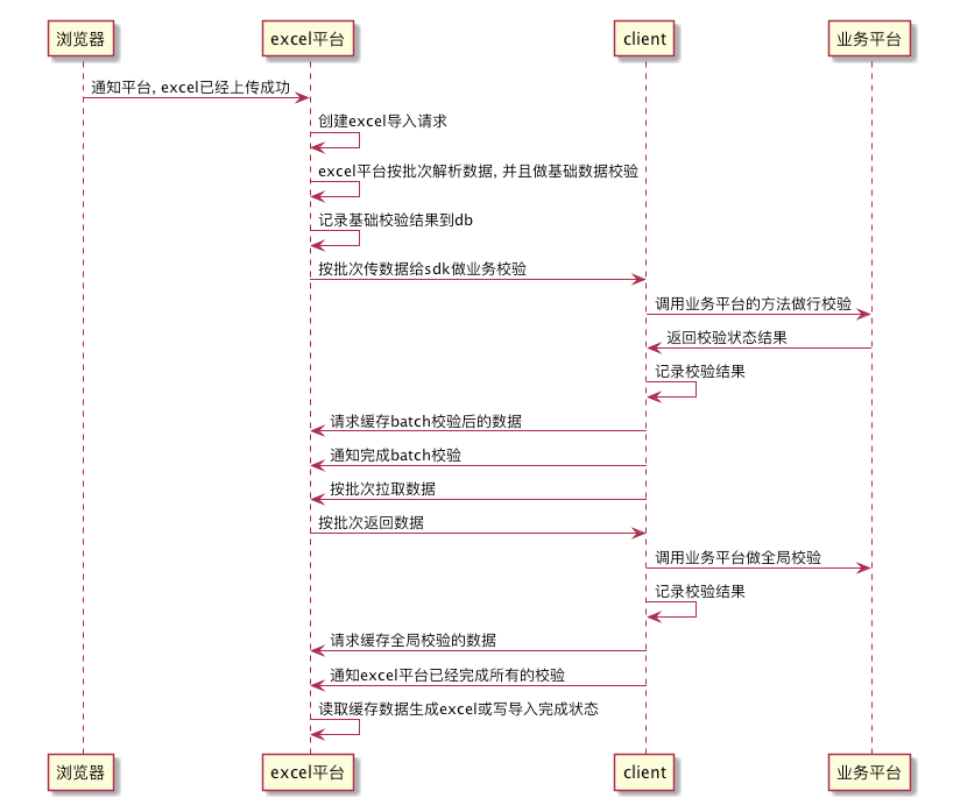 浏览器
excel平台
client
业务平台
通知平台, excel已经上传成功
创建excel导入请求
excel平台按批次解析数据, 并且做基础数据校验
记录基础校验结果到db
按批次传数据给sdk做业务校验
调用业务平台的方法做行校验
返回校验状态结果
记录校验结果
请求缓存batch校验后的数据
通知完成batch校验
按批次拉取数据
按批次返回数据
调用业务平台做全局校验
记录校验结果
请求缓存全局校验的数据
通知excel平台已经完成所有的校验
读取缓存数据生成excel或写导入完成状态
浏览器
excel平台
client
业务平台